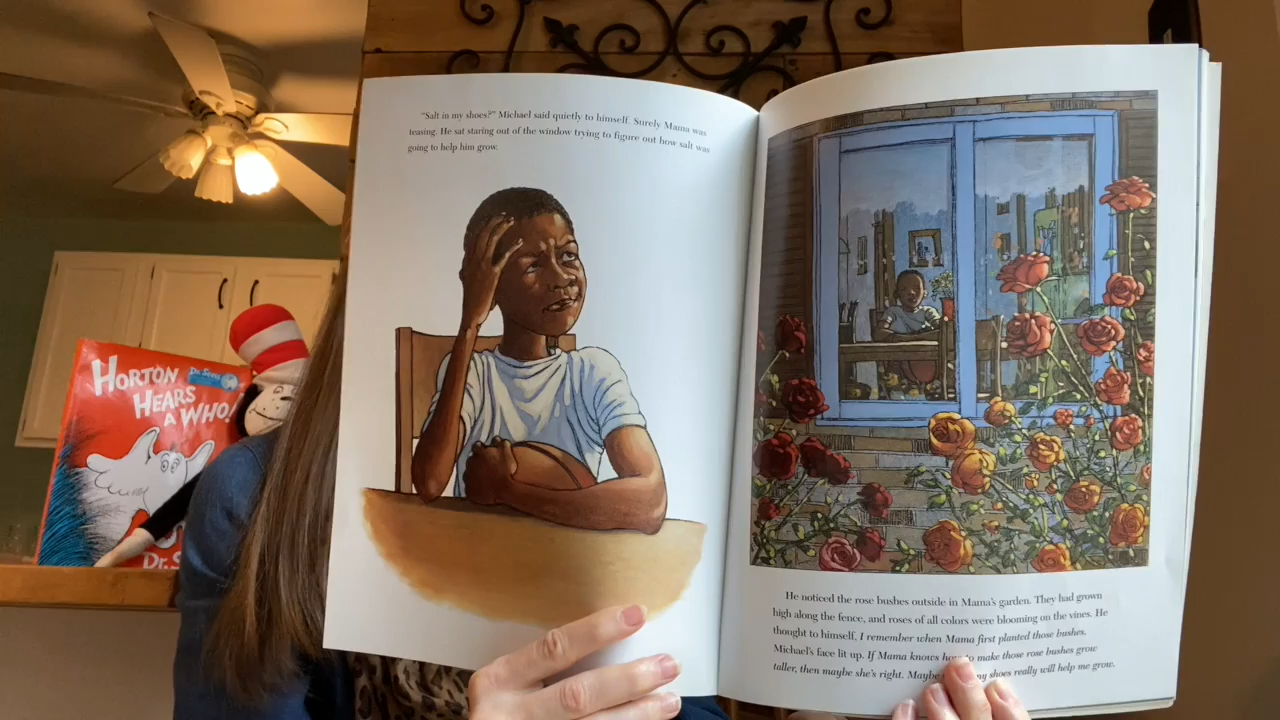 HORTON
HEARS
A WHO!
Dr. Seuss
Dr. S
"Salt in my shoes?" Michael said quietly to himself. Surely Mama was
teasing. He sat staring out of the window trying to figure out how salt was
going to help him grow.
He noticed the rose bushes outside in Mama's garden. They had grown
high along the fence, and roses of all colors were blooming on the vines. He
thought to himself, I remember when Mama first planted those bushes.
Michael's face lit up. If Mama knows how to make those rose bushes grow
taller, then maybe she's right. Maybe my shoes really will help me grow.